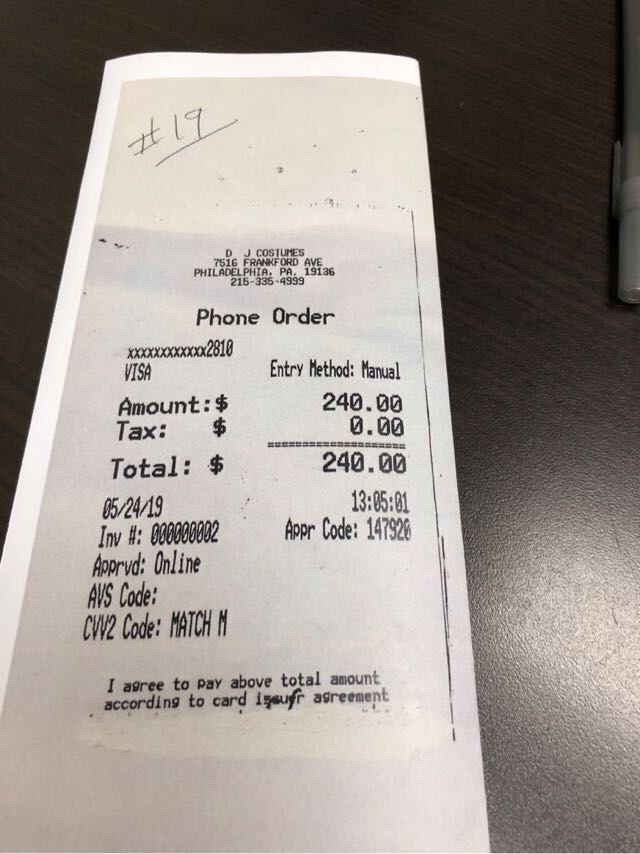 #19
D J COSTUMES
7516 FRANKFORD AVE
PHILADELPHIA, PA. 19136
215-335-4999
Phone Order
xxxxxxxxxxxx2810
VISA Entry Method: Manual
Amount:$ 240.00
Tax: $ 0.00
====================
Total: $ 240.00
05/24/19 13:05:01
Inv #: 000000002 Appr Code: 147920
Apprvd: Online
AVS Code:
CVV2 Code: MATCH M
I agree to pay above total amount
according to card issuer agreement